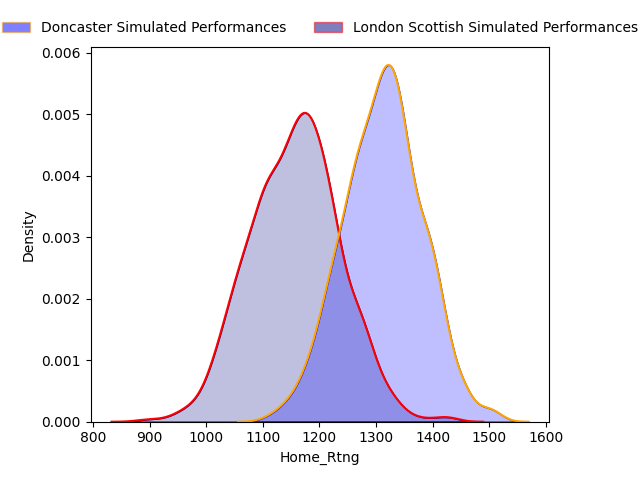 Doncaster Simulated Performances London Scottish Simulated Performances
0.006
0.005
0.004
0.003
0.002
0.001
0.000
Density
800 900 1000 1100 1200 1300 1400 1500 1600
Home_Rtng